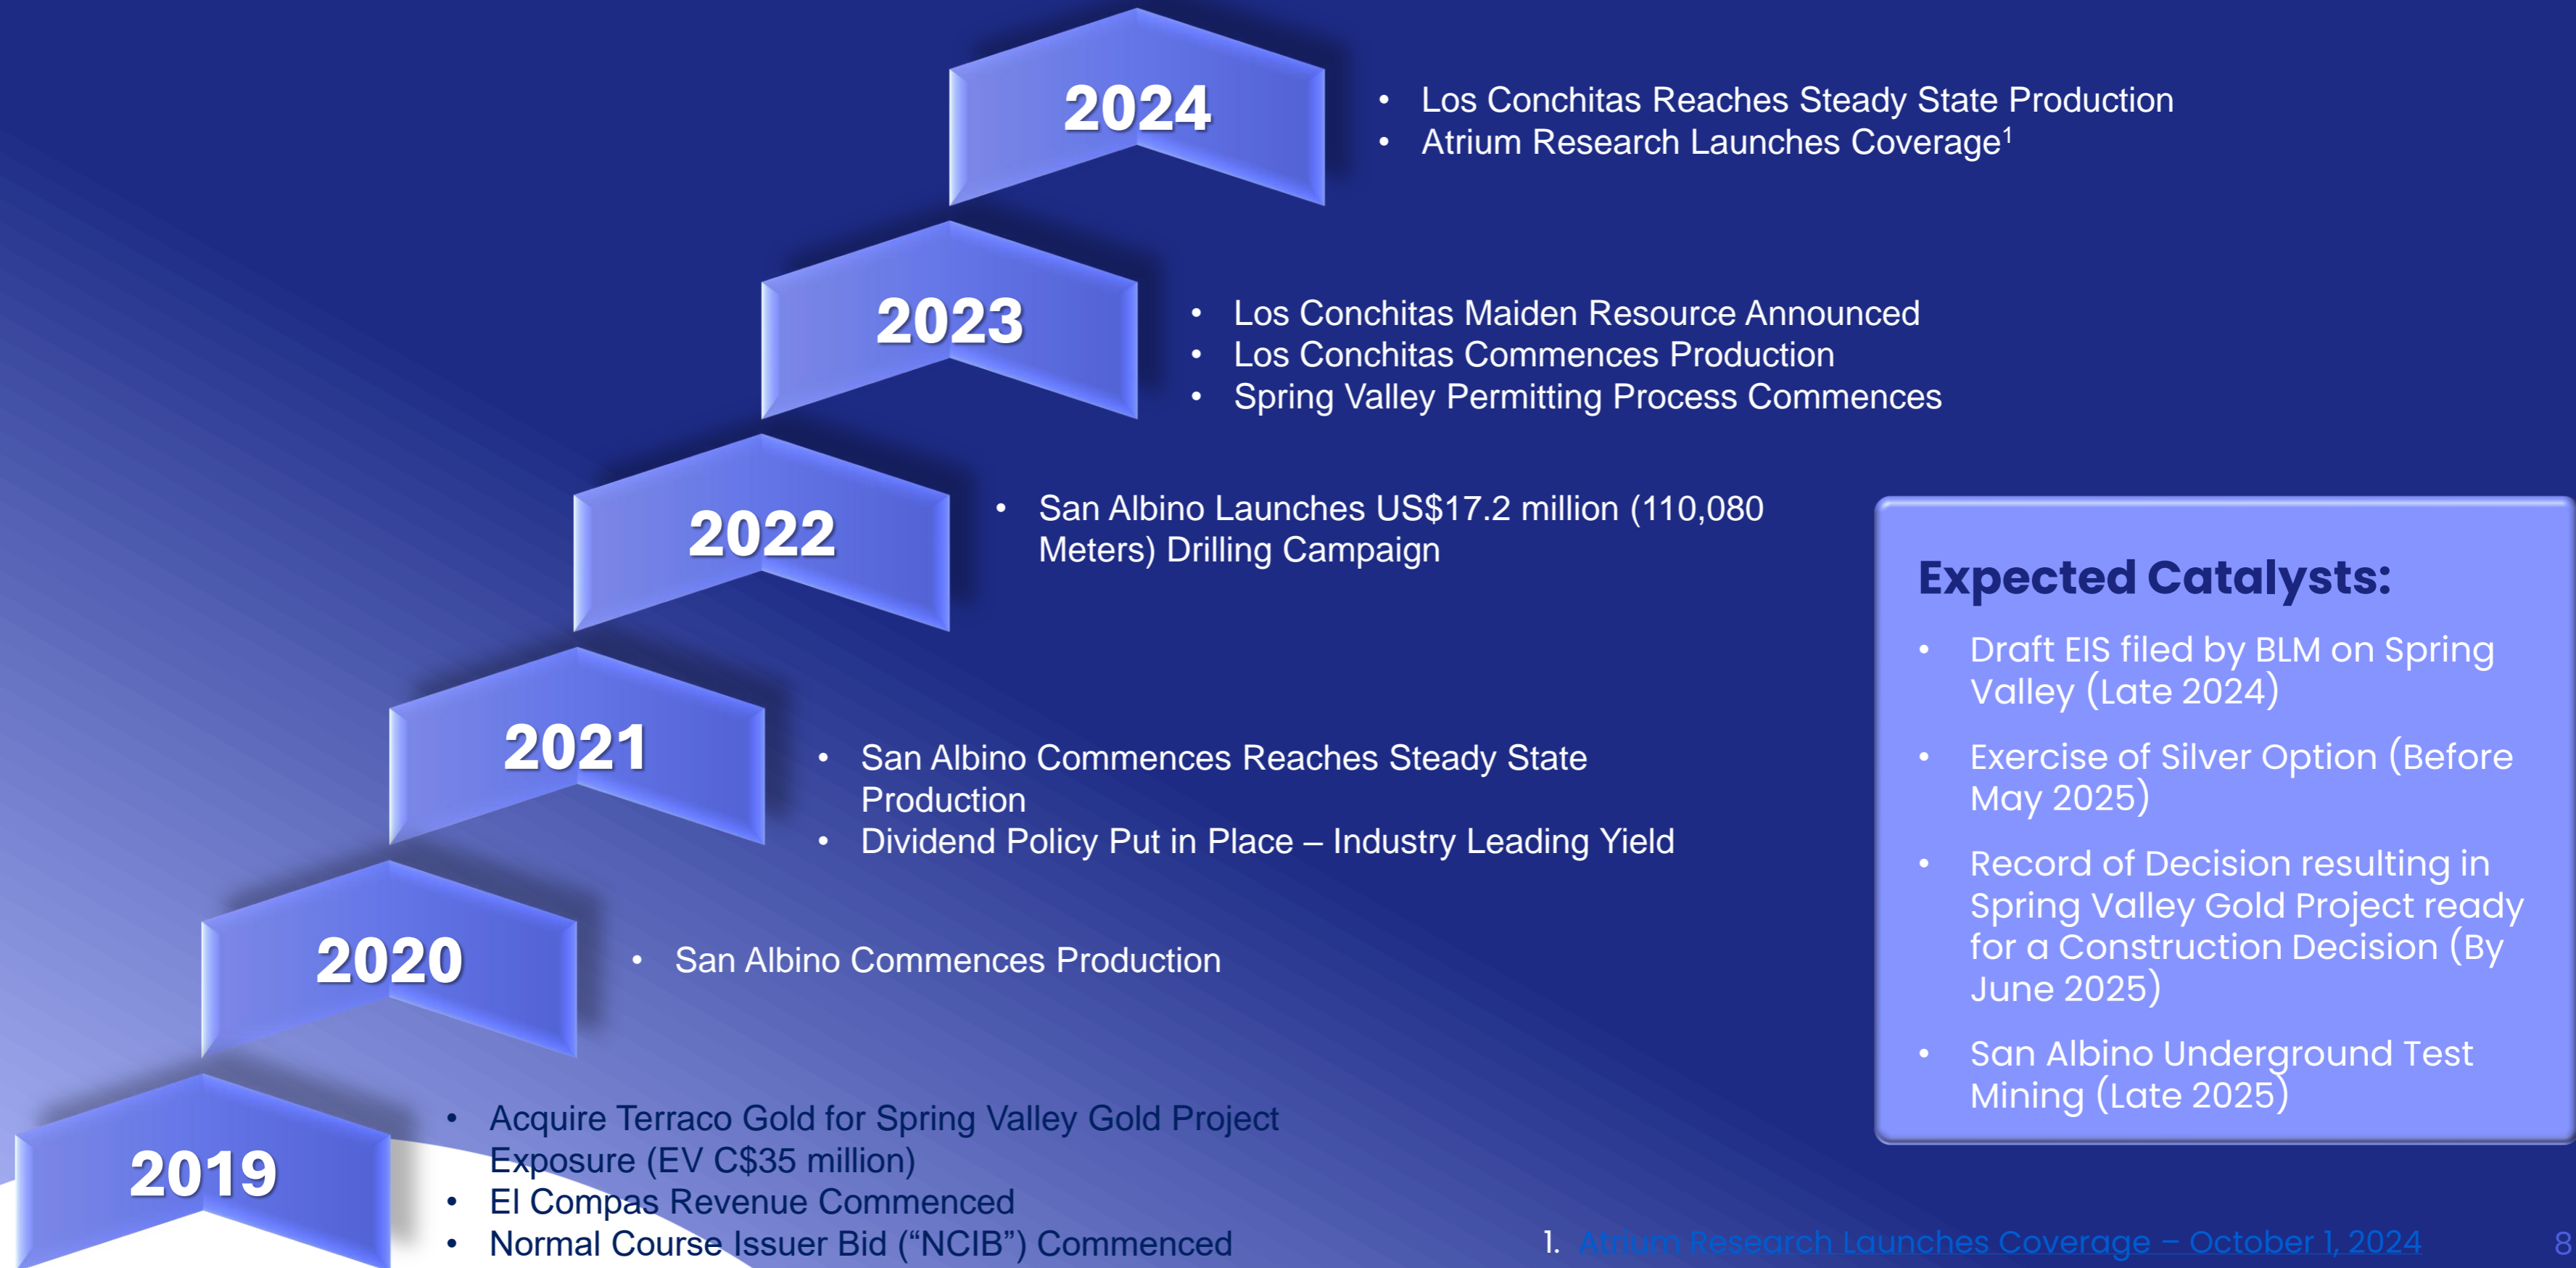 2024
• Los Conchitas Reaches Steady State Production
• Atrium Research Launches Coverage¹
2023
• Los Conchitas Maiden Resource Announced
• Los Conchitas Commences Production
• Spring Valley Permitting Process Commences
2022
• San Albino Launches US$17.2 million (110,080
Meters) Drilling Campaign
2021
• San Albino Commences Reaches Steady State
Production
• Dividend Policy Put in Place – Industry Leading Yield
2020
• San Albino Commences Production
2019
• Acquire Terraco Gold for Spring Valley Gold Project
Exposure (EV C$35 million)
• El Compas Revenue Commenced
• Normal Course Issuer Bid (“NCIB”) Commenced
Expected Catalysts:
• Draft EIS filed by BLM on Spring
Valley (Late 2024)
• Exercise of Silver Option (Before
May 2025)
• Record of Decision resulting in
Spring Valley Gold Project ready
for a Construction Decision (By
June 2025)
• San Albino Underground Test
Mining (Late 2025)
1. Atrium Research Launches Coverage – October 1, 2024
8